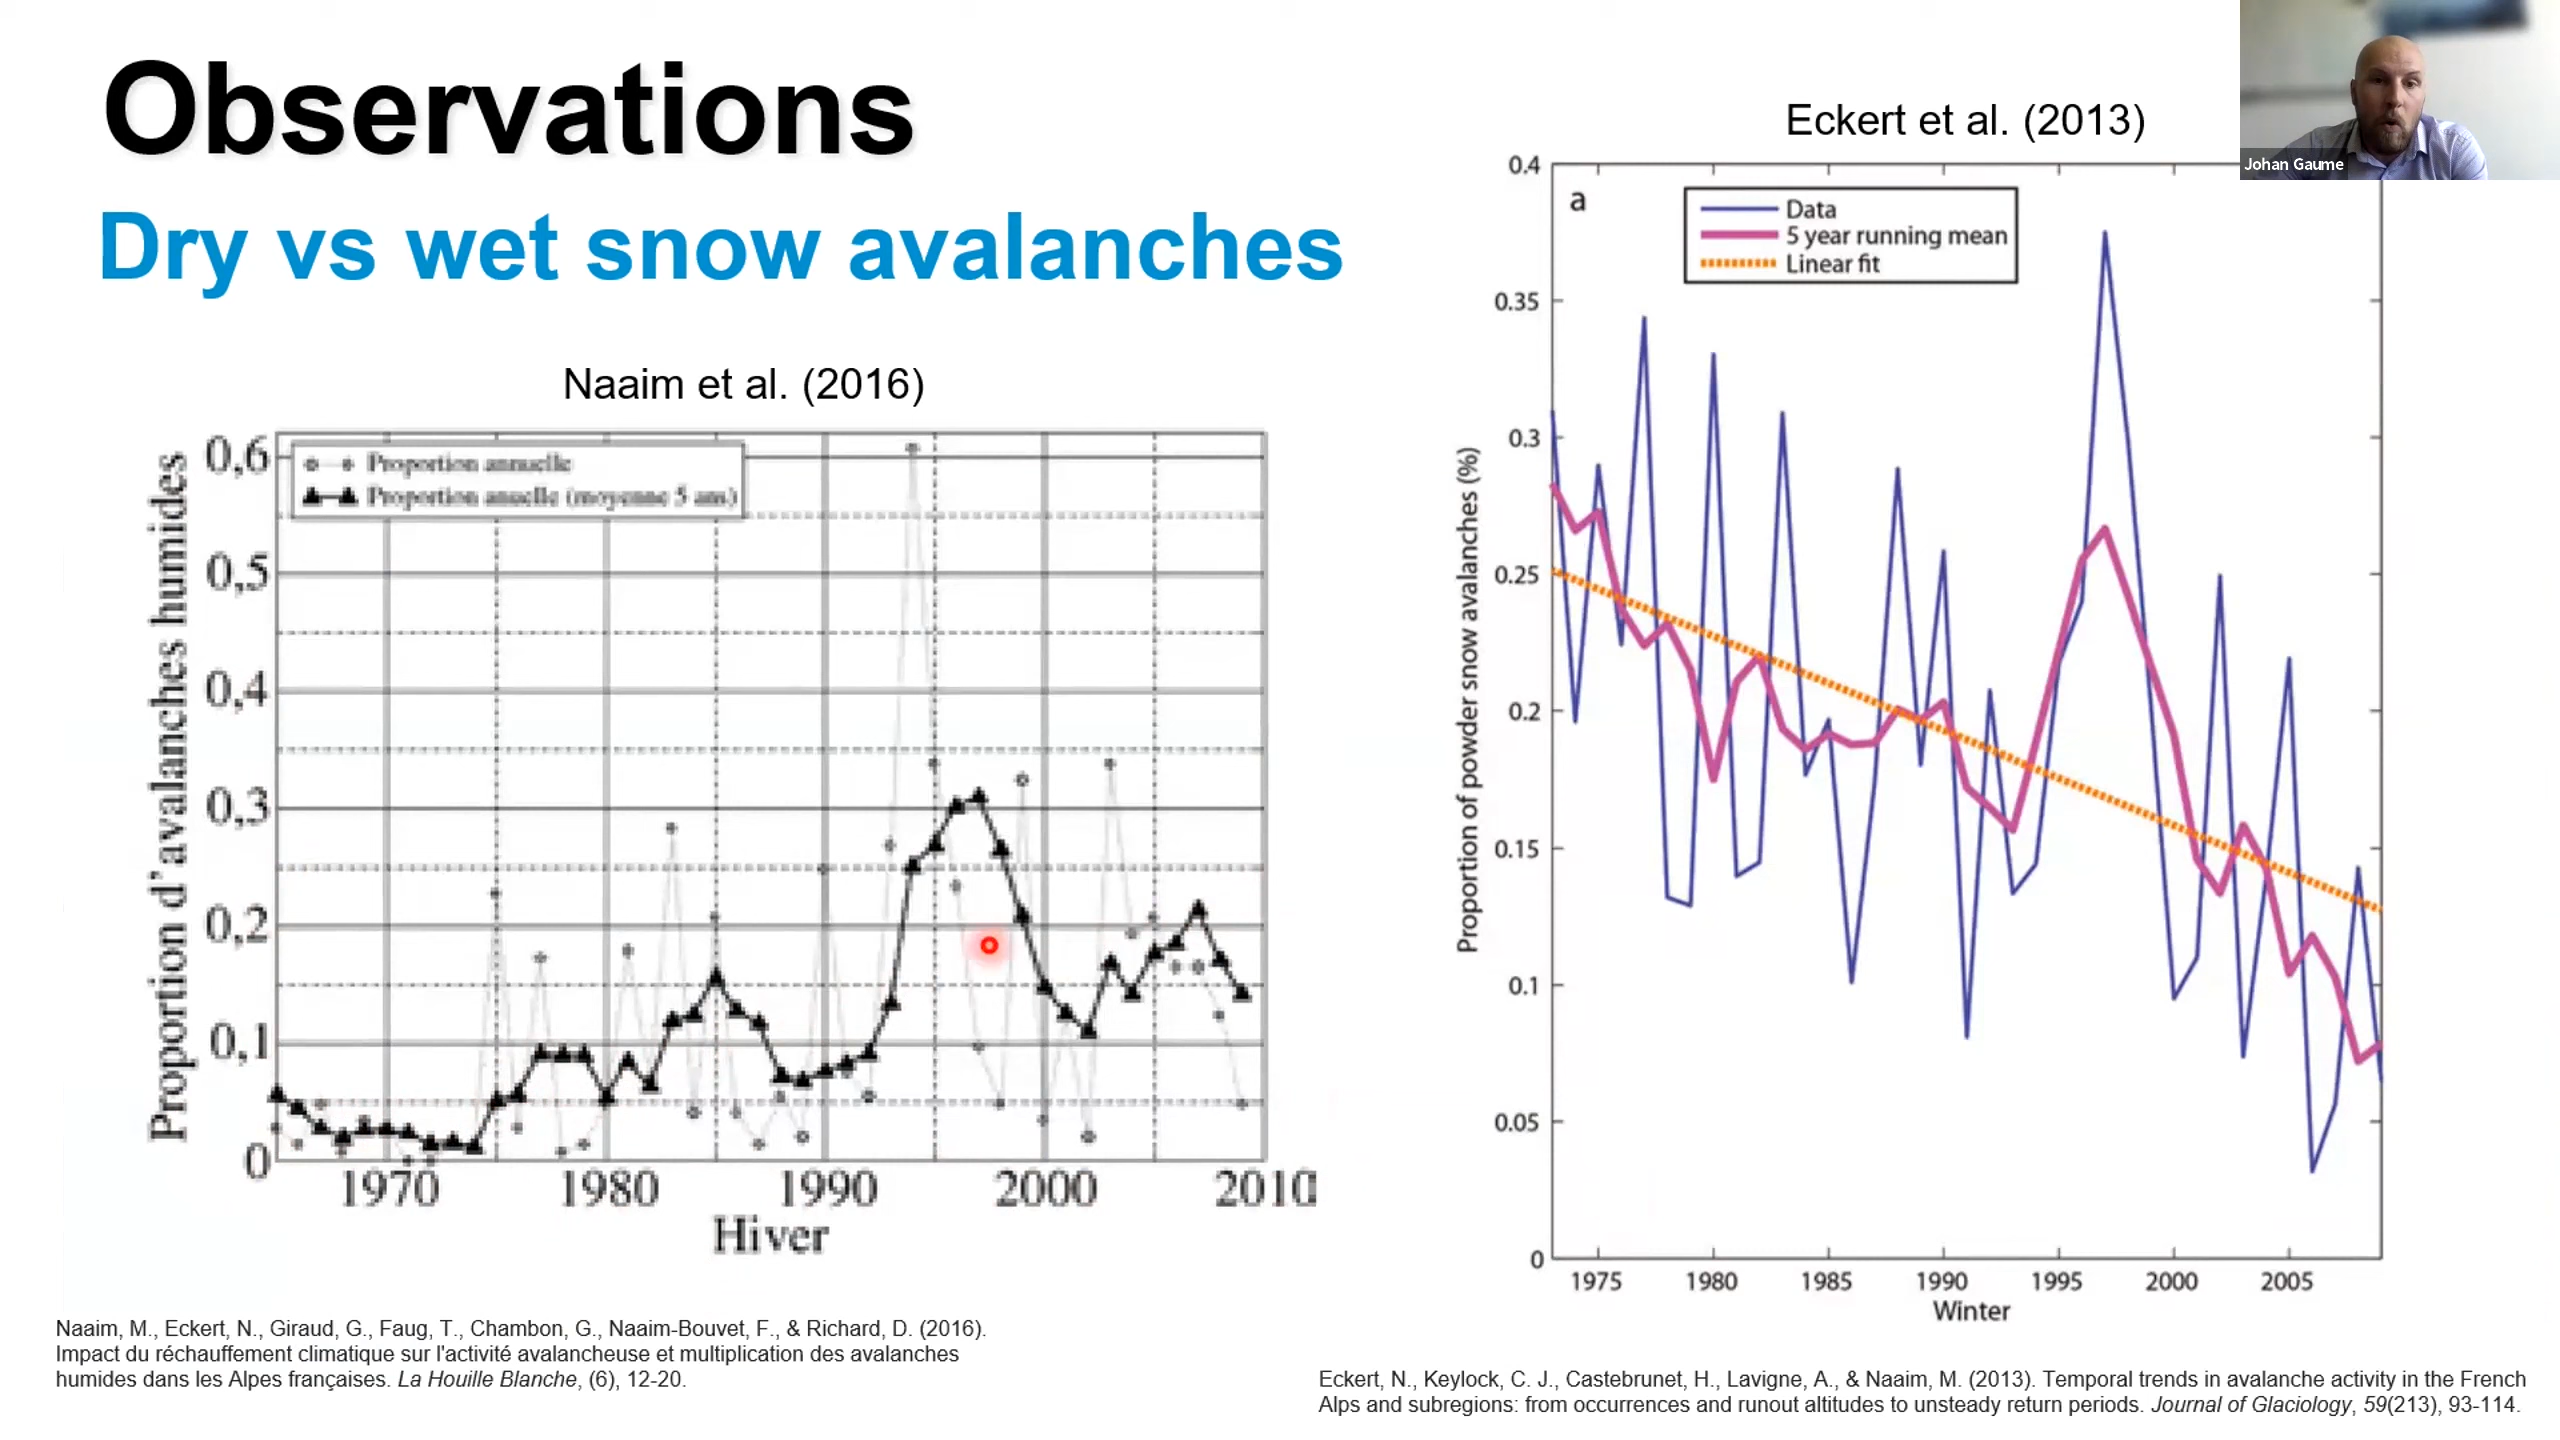 Observations
Dry vs wet snow avalanches
Naaim et al. (2016)
Proportion d'avalanches humides
0,6
0,5
0,4
0,3
0,2
0,1
0
Proportion annuelle
Proportion anuelle (moyenne 5 ans)
1970 1980 1990 2000 2010
Hiver
Naaim, M., Eckert, N., Giraud, G., Faug, T., Chambon, G., Naaim-Bouvet, F., & Richard, D. (2016).
Impact du réchauffement climatique sur l'activité avalancheuse et multiplication des avalanches
humides dans les Alpes françaises. La Houille Blanche, (6), 12-20.
Eckert et al. (2013)
Johan Gaume
Proportion of powder snow avalanches (%)
0.4
0.35
0.3
0.25
0.2
0.15
0.1
0.05
0
a
Data
5 year running mean
Linear fit
1975 1980 1985 1990 1995 2000 2005
Winter
Eckert, N., Keylock, C. J., Castebrunet, H., Lavigne, A., & Naaim, M. (2013). Temporal trends in avalanche activity in the French
Alps and subregions: from occurrences and runout altitudes to unsteady return periods. Journal of Glaciology, 59(213), 93-114.